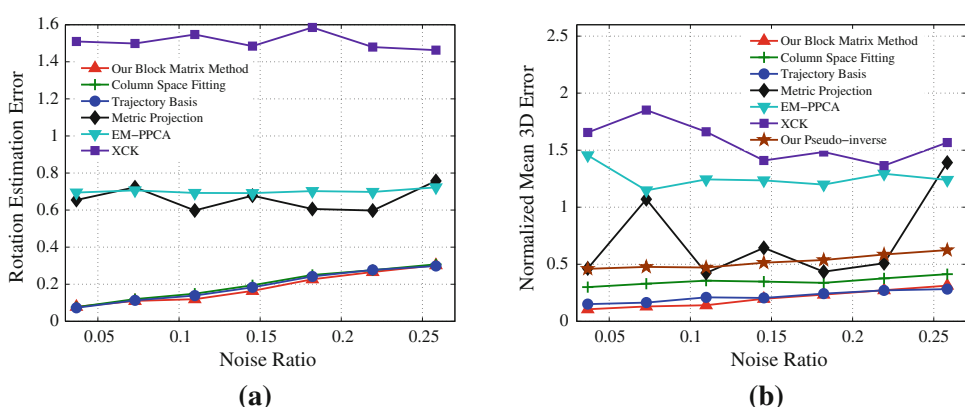 1.6
1.4
1.2
1
0.8
0.6
0.4
0.2
0
Rotation Estimation Error
Our Block Matrix Method
Column Space Fitting
Trajectory Basis
Metric Projection
EM−PPCA
XCK
0.05
0.1
0.15
0.2
0.25
Noise Ratio
(a)
2.5
2
1.5
1
0.5
0
Normalized Mean 3D Error
Our Block Matrix Method
Column Space Fitting
Trajectory Basis
Metric Projection
EM−PPCA
XCK
Our Pseudo−inverse
0.05
0.1
0.15
0.2
0.25
Noise Ratio
(b)